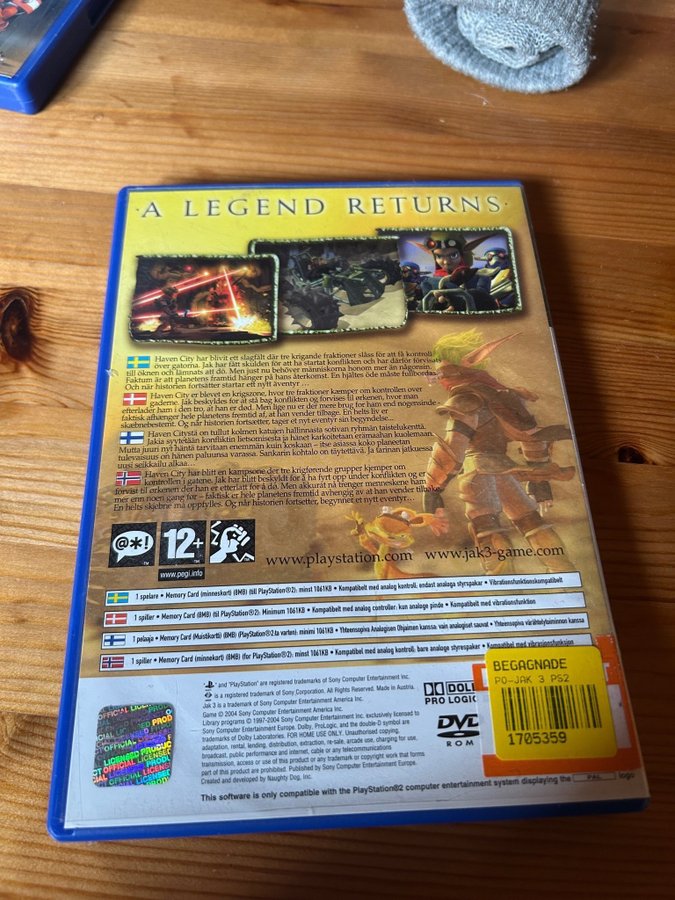 ·A LEGEND RETURNS·
Haven City har blivit ett slagfält där tre krigande fraktioner slåss för att få kontroll
över gatorna. Jak har fått skulden för att ha startat konflikten och har därför förvisats
till öknen och lämnats att dö. Men just nu behöver människorna honom mer än någonsin.
Faktum är att planetens framtid hänger på hans återkomst. En hjältes öde måste fullbordas.
Och när historien fortsätter startar ett nytt äventyr ...
Haven City er blevet en krigszone, hvor tre krigeriske fraktioner kæmper om kontrollen over
gaderne. Jak beskyldes for at stå bag konflikten og forvises til ørkenen, hvor man
efterlader ham i den tro, at han er død. Men lige nu er der mere brug for ham end nogensinde -
faktisk afhænger hele planetens fremtid af, at han vender tilbage. En helts liv er
skæbnebestemt. Og når historien fortsætter, tager et nyt eventyr sin begyndelse...
Haven Citystä on tullut kolmen katujen hallinnasta sotivan ryhmän taistelukenttä.
Jakia syytetään konfliktin lietsomisesta ja hänet karkoitetaan erämaahan kuolemaan.
Mutta juuri nyt häntä tarvitaan enemmän kuin koskaan – itse asiassa koko planeetan
tulevaisuus on hänen paluunsa varassa. Sankarin kohtalo on täytettävä. Ja tarinan jatkuessa
uusi seikkailu alkaa...
Haven City har blitt en kampsone der tre krigførende grupper kjemper om
kontrollen i gatene. Jak har blitt beskyldt for å ha fyrt opp under konflikten og er
forvist til ørkenen der han er etterlatt for å dø. Men akkurat nå trenger menneskene ham
mer enn noen gang før – faktisk er hele planetens fremtid avhengig av at han vender tilbake.
En helts skjebne må oppfylles. Og når historien fortsetter, begynner et nytt eventyr...
@*!
12+
www.pegi.info
www.playstation.com
www.jak3-game.com
1 spelare • Memory Card (minneskort) (8MB) (till PlayStation®2): minst 1061KB • Kompatibelt med analog kontroll: endast analoga styrspakar • Vibrationsfunktionskompatibelt
1 spiller • Memory Card (8MB) (til PlayStation®2): Minimum 1061KB • Kompatibelt med analog controller: kun analoge pinde • Kompatibelt med vibrationsfunktion
1 pelaaja • Memory Card (Muistikortti) (8MB) (PlayStation®2:ta varten): minimi 1061KB • Yhteensopiva Analogisen Ohjaimen kanssa: vain analogiset sauvat • Yhteensopiva värähtelytoiminnon kanssa
1 spiller • Memory Card (minnekort) (8MB) (for PlayStation®2): minst 1061KB • Kompatibelt med analog kontroll: bare analoge styrespaker • Kompatibelt med vibrasjonsfunksjon
" and "PlayStation" are registered trademarks of Sony Computer Entertainment Inc.
" is a registered trademark of Sony Corporation. All Rights Reserved. Made in Austria.
Jak 3 is a trademark of Sony Computer Entertainment America Inc.
Game © 2004 Sony Computer Entertainment America Inc.
Library programs © 1997-2004 Sony Computer Entertainment Inc. exclusively licensed to
Sony Computer Entertainment Europe. Dolby, ProLogic, and the double-D symbol are
trademarks of Dolby Laboratories. FOR HOME USE ONLY. Unauthorised copying,
adaptation, rental, lending, distribution, extraction, re-sale, arcade use, charging for use,
broadcast, public performance and internet, cable or any telecommunications
transmission, access or use of this product or any trademark or copyright work that forms
part of this product are prohibited. Published by Sony Computer Entertainment Europe.
Created and developed by Naughty Dog, Inc.
This software is only compatible with the PlayStation®2 computer entertainment system displaying the PAL logo
PRO LOGIC
DVD
ROM
BEGAGNADE
PO-JAK 3 PS2
1705359
OFFICIAL LICENSED PRODUCT